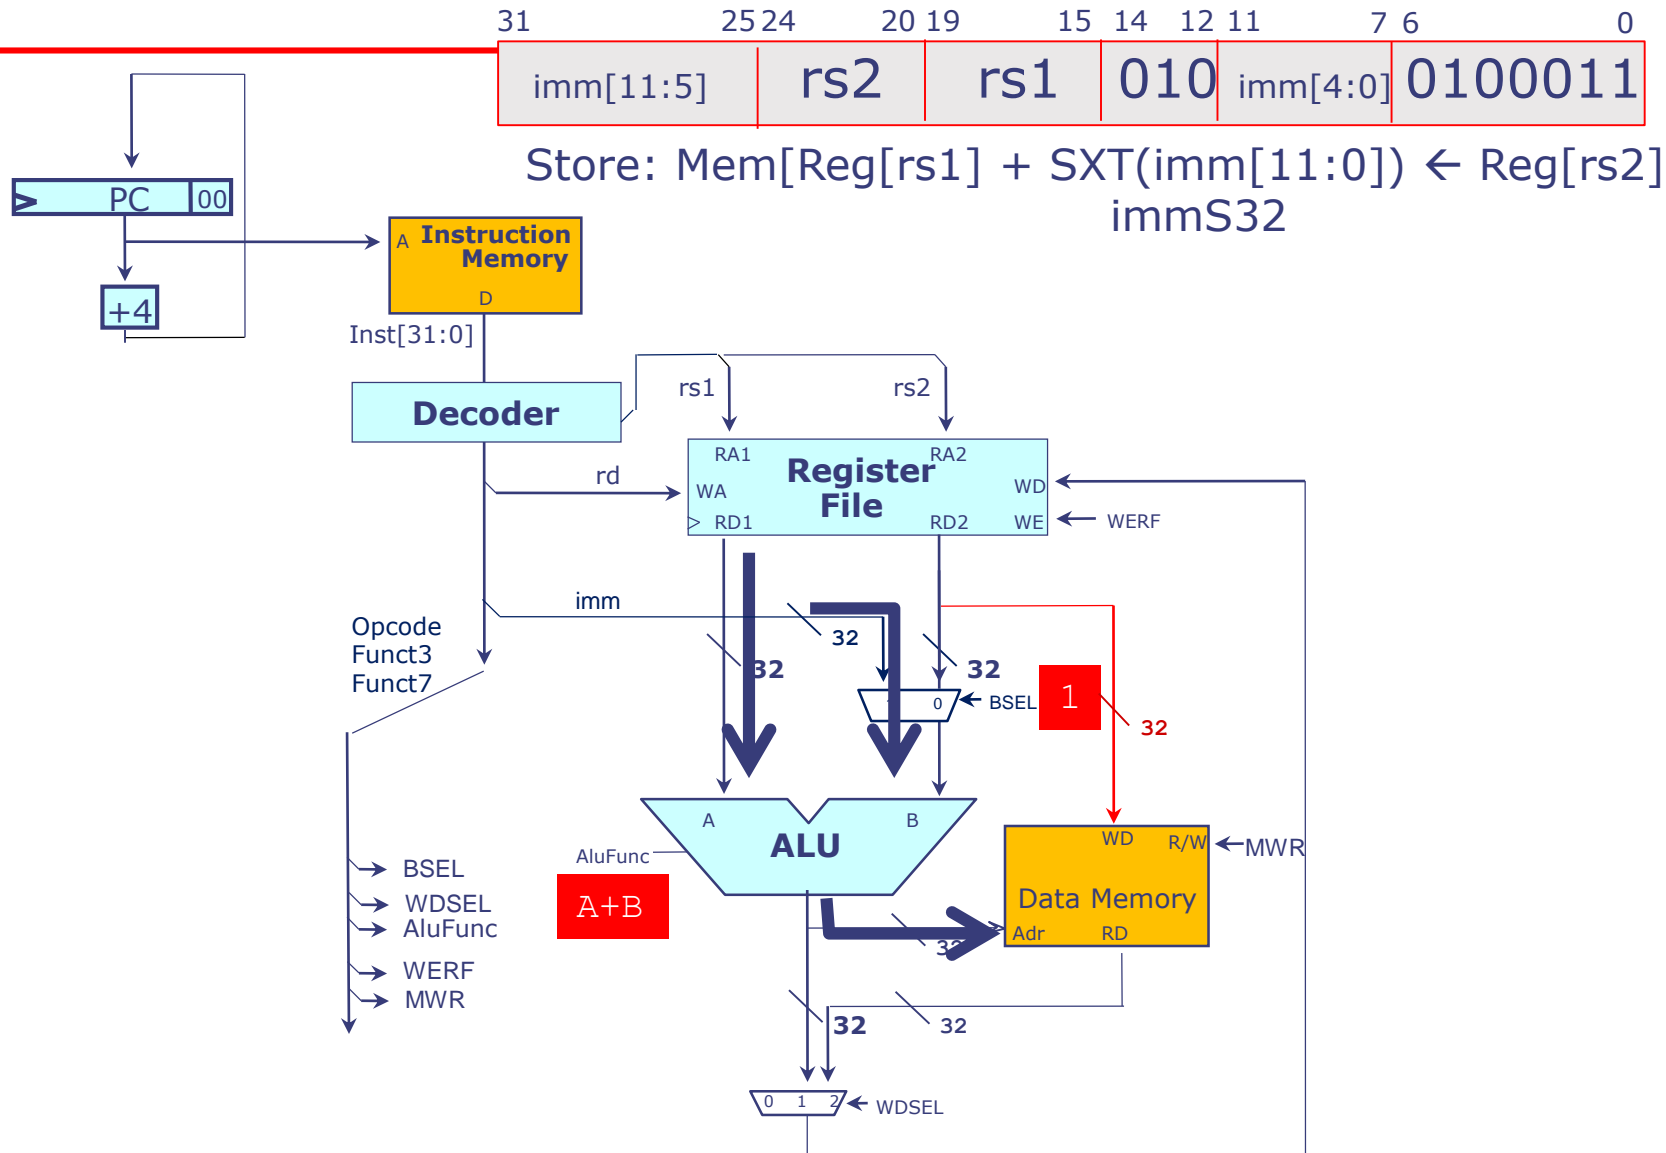 31 25 24 20 19 15 14 12 11 7 6 0
imm[11:5] rs2 rs1 010 imm[4:0] 0100011
Store: Mem[Reg[rs1] + SXT(imm[11:0]) ← Reg[rs2]
immS32
PC 00
A Instruction
Memory
D
+4
Inst[31:0]
Decoder
rs1 rs2
RA1 RA2
Register
File
rd
WA WD
RD1 RD2 WE
WERF
imm
32
Opcode
Funct3
Funct7
32 32
0 BSEL 1
32
A B
ALU
AluFunc
A+B
WD R/W MWR
Data Memory
Adr RD
32
BSEL
WDSEL
AluFunc
WERF
MWR
32 32
0 1 2 WDSEL